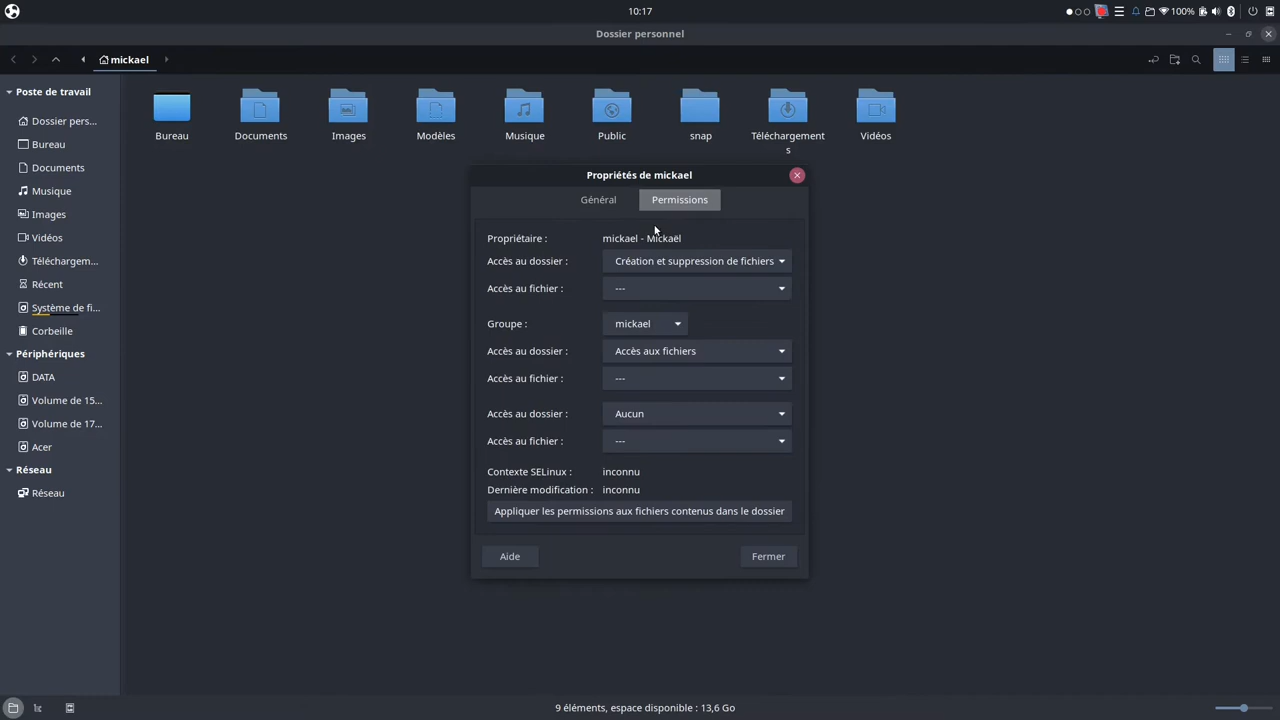 10:17
100%
Dossier personnel
mickael
Poste de travail
Dossier pers...
Bureau
Documents
Musique
Images
Vidéos
Téléchargem...
Récent
Système de fi...
Corbeille
Périphériques
DATA
Volume de 15...
Volume de 17...
Acer
Réseau
Réseau
Bureau
Documents
Images
Modèles
Musique
Public
snap
Téléchargement
s
Vidéos
Propriétés de mickael
Général
Permissions
Propriétaire :
mickael - Mickaël
Accès au dossier :
Création et suppression de fichiers
Accès au fichier :
---
Groupe :
mickael
Accès au dossier :
Accès aux fichiers
Accès au fichier :
---
Accès au dossier :
Aucun
Accès au fichier :
---
Contexte SELinux :
inconnu
Dernière modification :
inconnu
Appliquer les permissions aux fichiers contenus dans le dossier
Aide
Fermer
9 éléments, espace disponible : 13,6 Go